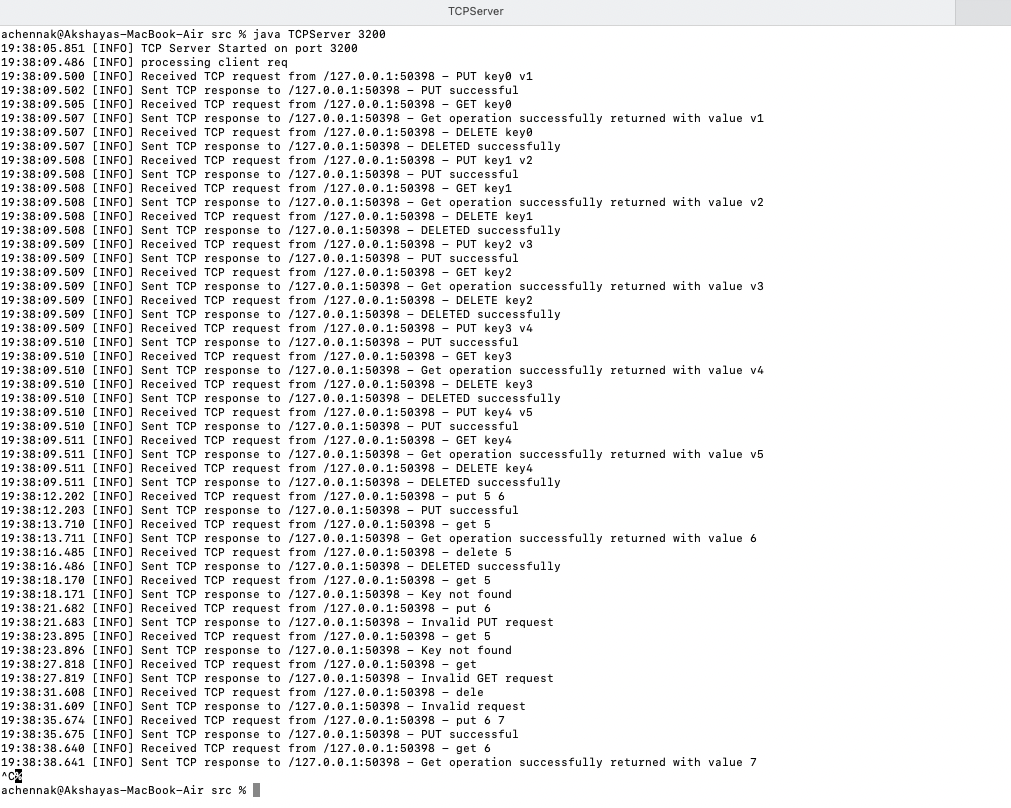 TCPServer
achennak@Akshayas-MacBook-Air src % java TCPServer 3200
19:38:05.851 [INFO] TCP Server Started on port 3200
19:38:09.486 [INFO] processing client req
19:38:09.500 [INFO] Received TCP request from /127.0.0.1:50398 – PUT key0 v1
19:38:09.502 [INFO] Sent TCP response to /127.0.0.1:50398 – PUT successful
19:38:09.505 [INFO] Received TCP request from /127.0.0.1:50398 – GET key0
19:38:09.507 [INFO] Sent TCP response to /127.0.0.1:50398 – Get operation successfully returned with value v1
19:38:09.507 [INFO] Received TCP request from /127.0.0.1:50398 – DELETE key0
19:38:09.507 [INFO] Sent TCP response to /127.0.0.1:50398 – DELETED successfully
19:38:09.508 [INFO] Received TCP request from /127.0.0.1:50398 – PUT key1 v2
19:38:09.508 [INFO] Sent TCP response to /127.0.0.1:50398 – PUT successful
19:38:09.508 [INFO] Received TCP request from /127.0.0.1:50398 – GET key1
19:38:09.508 [INFO] Sent TCP response to /127.0.0.1:50398 – Get operation successfully returned with value v2
19:38:09.508 [INFO] Received TCP request from /127.0.0.1:50398 – DELETE key1
19:38:09.508 [INFO] Sent TCP response to /127.0.0.1:50398 – DELETED successfully
19:38:09.509 [INFO] Received TCP request from /127.0.0.1:50398 – PUT key2 v3
19:38:09.509 [INFO] Sent TCP response to /127.0.0.1:50398 – PUT successful
19:38:09.509 [INFO] Received TCP request from /127.0.0.1:50398 – GET key2
19:38:09.509 [INFO] Sent TCP response to /127.0.0.1:50398 – Get operation successfully returned with value v3
19:38:09.509 [INFO] Received TCP request from /127.0.0.1:50398 – DELETE key2
19:38:09.509 [INFO] Sent TCP response to /127.0.0.1:50398 – DELETED successfully
19:38:09.509 [INFO] Received TCP request from /127.0.0.1:50398 – PUT key3 v4
19:38:09.510 [INFO] Sent TCP response to /127.0.0.1:50398 – PUT successful
19:38:09.510 [INFO] Received TCP request from /127.0.0.1:50398 – GET key3
19:38:09.510 [INFO] Sent TCP response to /127.0.0.1:50398 – Get operation successfully returned with value v4
19:38:09.510 [INFO] Received TCP request from /127.0.0.1:50398 – DELETE key3
19:38:09.510 [INFO] Sent TCP response to /127.0.0.1:50398 – DELETED successfully
19:38:09.510 [INFO] Received TCP request from /127.0.0.1:50398 – PUT key4 v5
19:38:09.510 [INFO] Sent TCP response to /127.0.0.1:50398 – PUT successful
19:38:09.511 [INFO] Received TCP request from /127.0.0.1:50398 – GET key4
19:38:09.511 [INFO] Sent TCP response to /127.0.0.1:50398 – Get operation successfully returned with value v5
19:38:09.511 [INFO] Received TCP request from /127.0.0.1:50398 – DELETE key4
19:38:09.511 [INFO] Sent TCP response to /127.0.0.1:50398 – DELETED successfully
19:38:12.202 [INFO] Received TCP request from /127.0.0.1:50398 – put 5 6
19:38:12.203 [INFO] Sent TCP response to /127.0.0.1:50398 – PUT successful
19:38:13.710 [INFO] Received TCP request from /127.0.0.1:50398 – get 5
19:38:13.711 [INFO] Sent TCP response to /127.0.0.1:50398 – Get operation successfully returned with value 6
19:38:16.485 [INFO] Received TCP request from /127.0.0.1:50398 – delete 5
19:38:16.486 [INFO] Sent TCP response to /127.0.0.1:50398 – DELETED successfully
19:38:18.170 [INFO] Received TCP request from /127.0.0.1:50398 – get 5
19:38:18.171 [INFO] Sent TCP response to /127.0.0.1:50398 – Key not found
19:38:21.682 [INFO] Received TCP request from /127.0.0.1:50398 – put 6
19:38:21.683 [INFO] Sent TCP response to /127.0.0.1:50398 – Invalid PUT request
19:38:23.895 [INFO] Received TCP request from /127.0.0.1:50398 – get 5
19:38:23.896 [INFO] Sent TCP response to /127.0.0.1:50398 – Key not found
19:38:27.818 [INFO] Received TCP request from /127.0.0.1:50398 – get
19:38:27.819 [INFO] Sent TCP response to /127.0.0.1:50398 – Invalid GET request
19:38:31.608 [INFO] Received TCP request from /127.0.0.1:50398 – dele
19:38:31.609 [INFO] Sent TCP response to /127.0.0.1:50398 – Invalid request
19:38:35.674 [INFO] Received TCP request from /127.0.0.1:50398 – put 6 7
19:38:35.675 [INFO] Sent TCP response to /127.0.0.1:50398 – PUT successful
19:38:38.640 [INFO] Received TCP request from /127.0.0.1:50398 – get 6
19:38:38.641 [INFO] Sent TCP response to /127.0.0.1:50398 – Get operation successfully returned with value 7
^C%
achennak@Akshayas-MacBook-Air src %